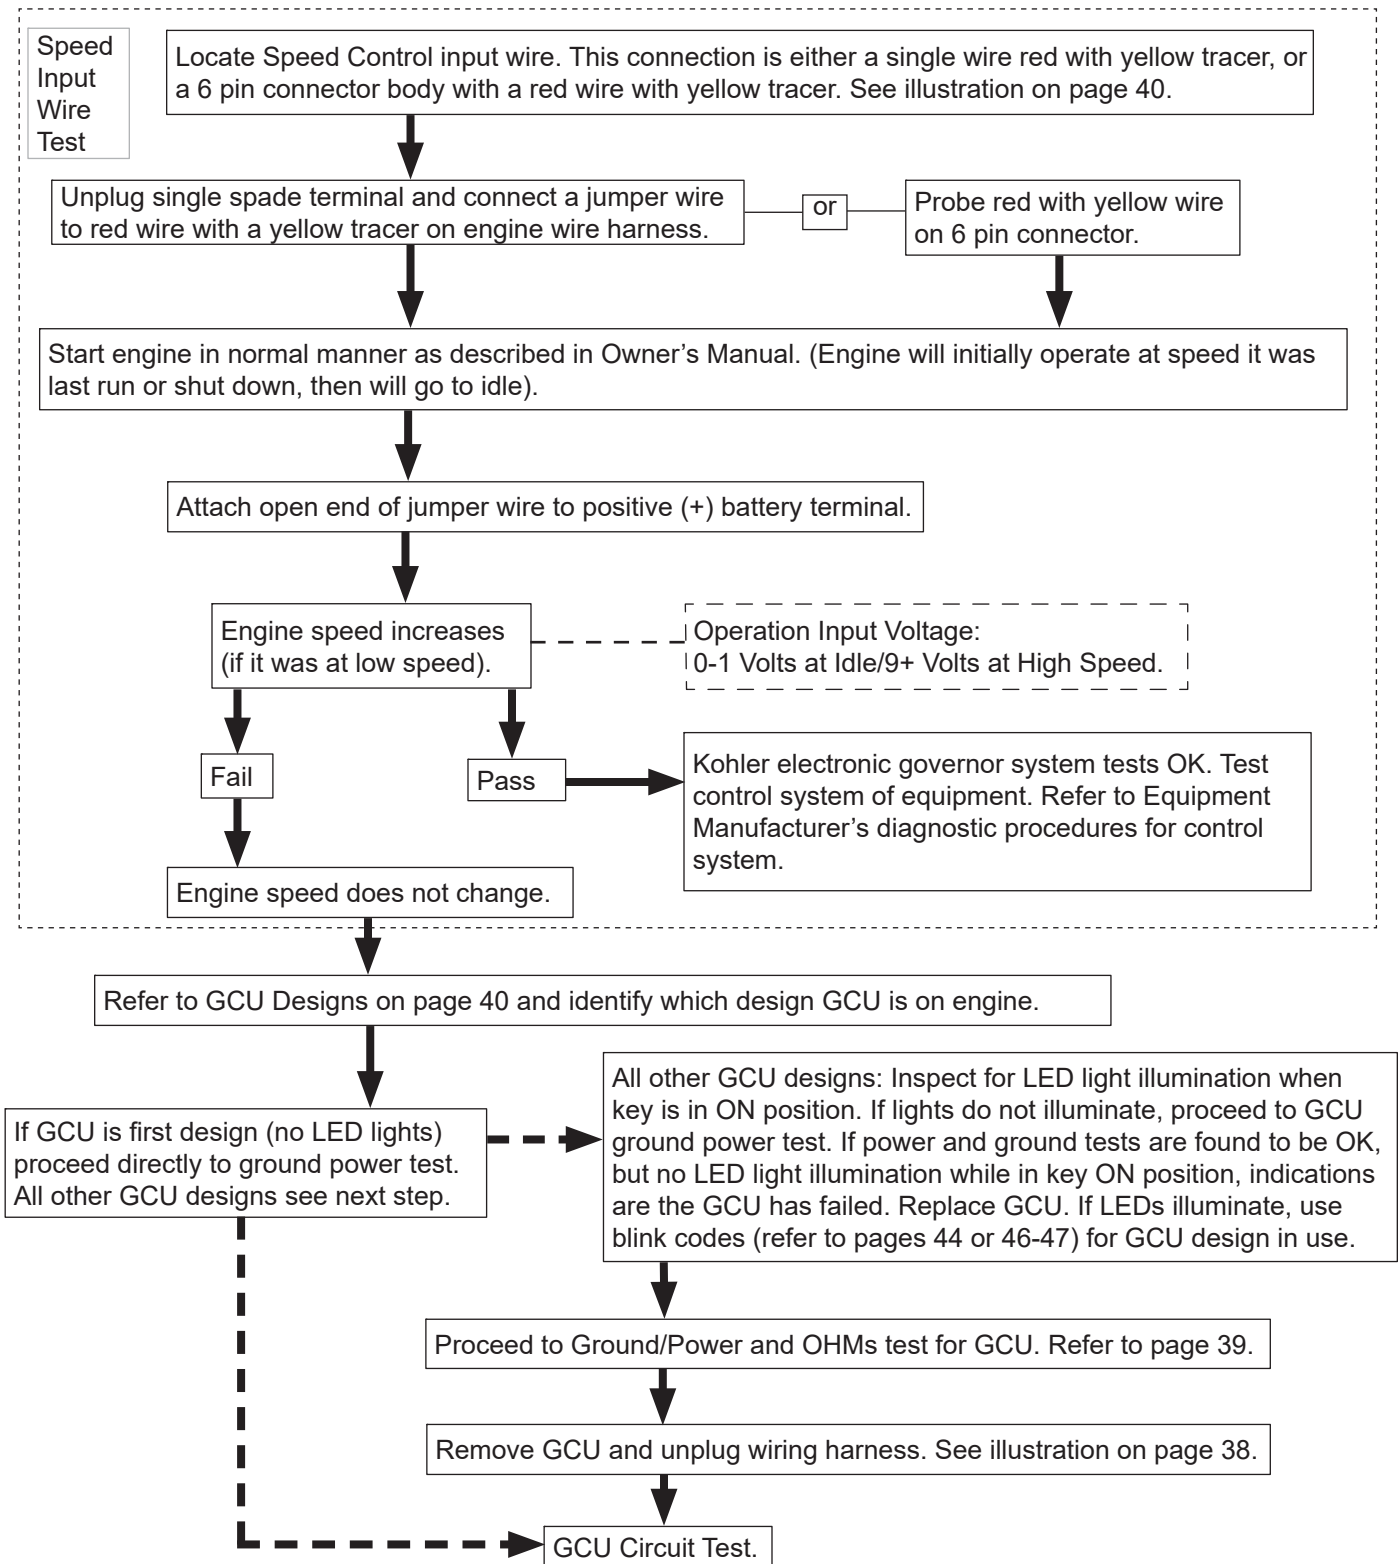 Speed
Input
Wire
Test
Locate Speed Control input wire. This connection is either a single wire red with yellow tracer, or
a 6 pin connector body with a red wire with yellow tracer. See illustration on page 40.
Unplug single spade terminal and connect a jumper wire
to red wire with a yellow tracer on engine wire harness.
or
Probe red with yellow wire
on 6 pin connector.
Start engine in normal manner as described in Owner’s Manual. (Engine will initially operate at speed it was
last run or shut down, then will go to idle).
Attach open end of jumper wire to positive (+) battery terminal.
Engine speed increases
(if it was at low speed).
Operation Input Voltage:
0-1 Volts at Idle/9+ Volts at High Speed.
Fail
Pass
Kohler electronic governor system tests OK. Test
control system of equipment. Refer to Equipment
Manufacturer’s diagnostic procedures for control
system.
Engine speed does not change.
Refer to GCU Designs on page 40 and identify which design GCU is on engine.
If GCU is first design (no LED lights)
proceed directly to ground power test.
All other GCU designs see next step.
All other GCU designs: Inspect for LED light illumination when
key is in ON position. If lights do not illuminate, proceed to GCU
ground power test. If power and ground tests are found to be OK,
but no LED light illumination while in key ON position, indications
are the GCU has failed. Replace GCU. If LEDs illuminate, use
blink codes (refer to pages 44 or 46-47) for GCU design in use.
Proceed to Ground/Power and OHMs test for GCU. Refer to page 39.
Remove GCU and unplug wiring harness. See illustration on page 38.
GCU Circuit Test.